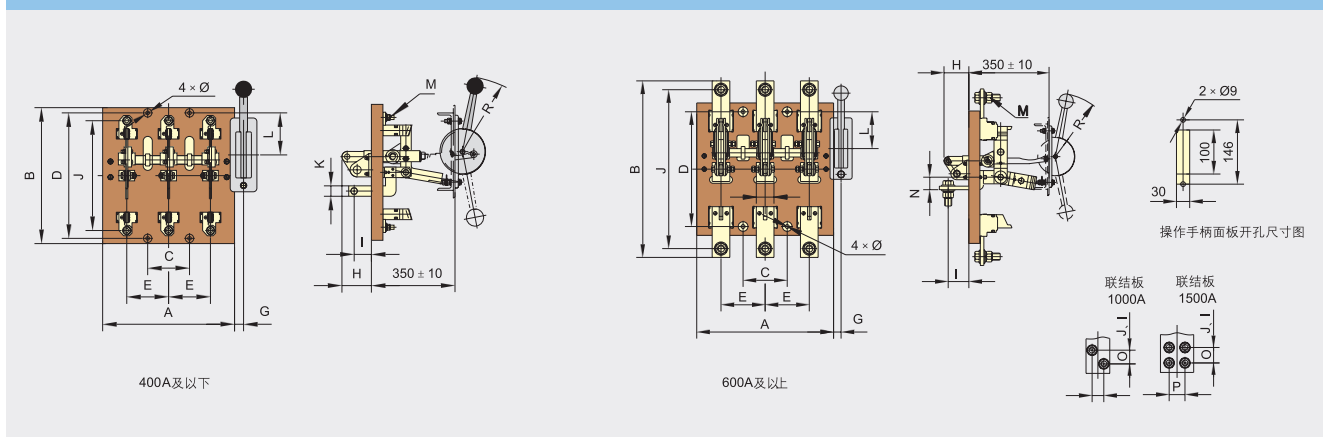 4 × Ø
L
B
D
J
C
E
E
A
G
400A及以下
M
R
K
I
H
350 ± 10
B
J
D
L
4 × Ø
C
E
E
A
G
600A及以上
H
350 ± 10
M
R
N
I
2 × Ø9
100
146
30
操作手柄面板开孔尺寸图
联结板
1000A
J、I
O
联结板
1500A
J、I
O
P